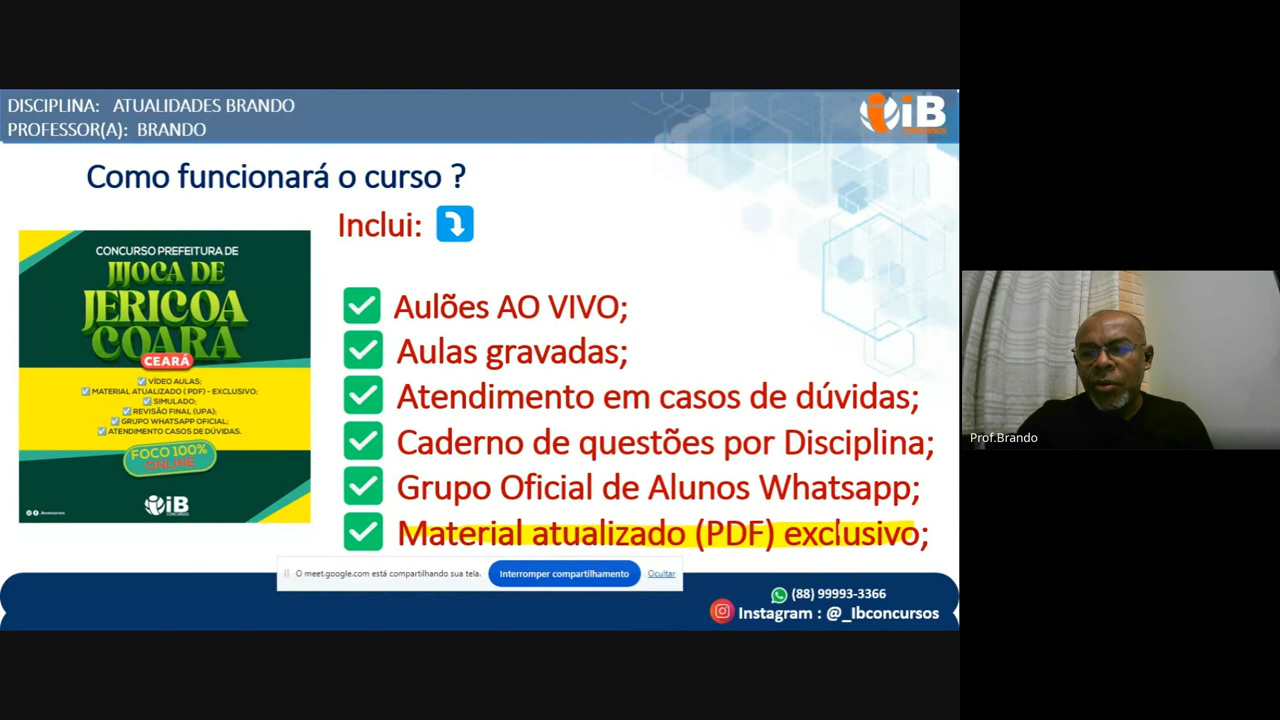 DISCIPLINA: ATUALIDADES BRANDO
PROFESSOR(A): BRANDO
iB
CONCURSOS
Como funcionará o curso ?
Inclui:
CONCURSO PREFEITURA DE
JIJOCA DE
JERICOA
COARA
CEARÁ
VÍDEO AULAS;
MATERIAL ATUALIZADO ( PDF) - EXCLUSIVO;
SIMULADO;
REVISÃO FINAL (UPA);
GRUPO WHATSAPP OFICIAL;
ATENDIMENTO CASOS DE DÚVIDAS.
FOCO 100%
ONLINE
iB
CONCURSOS
Aulões AO VIVO;
Aulas gravadas;
Atendimento em casos de dúvidas;
Caderno de questões por Disciplina;
Grupo Oficial de Alunos Whatsapp;
Material atualizado (PDF) exclusivo;
O meet.google.com está compartilhando sua tela.
Interromper compartilhamento
Ocultar
(88) 99993-3366
Instagram : @_Ibconcursos
Prof.Brando